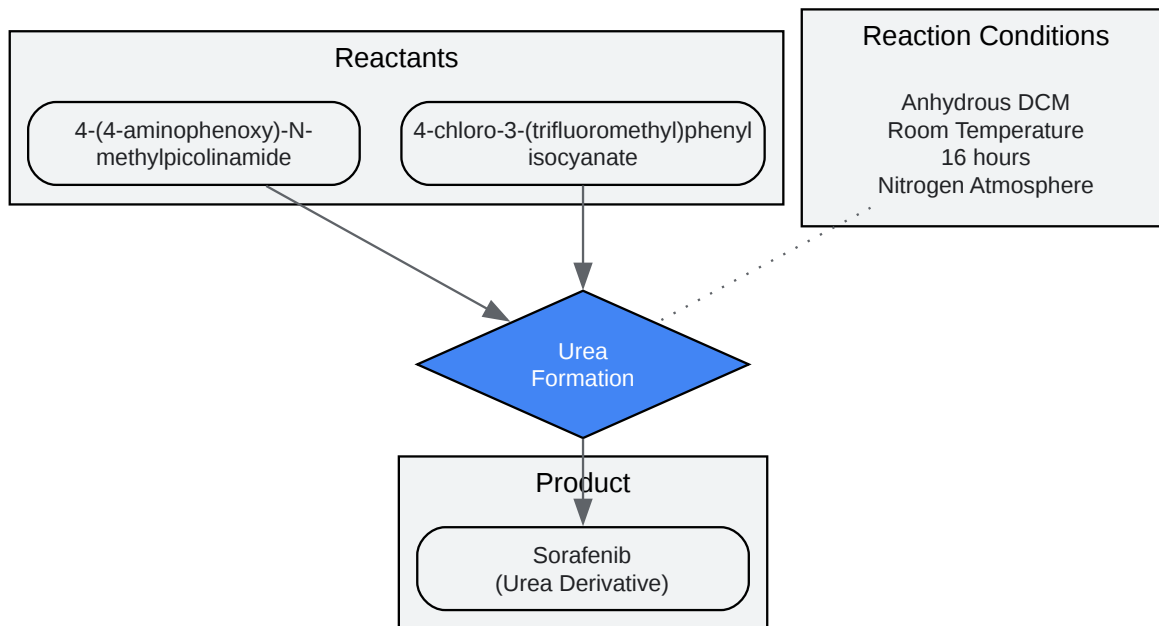 Reactants
4-(4-aminophenoxy)-N-
methylpicolinamide
4-chloro-3-(trifluoromethyl)phenyl
isocyanate
Reaction Conditions
Anhydrous DCM
Room Temperature
16 hours
Nitrogen Atmosphere
Urea
Formation
Product
Sorafenib
(Urea Derivative)